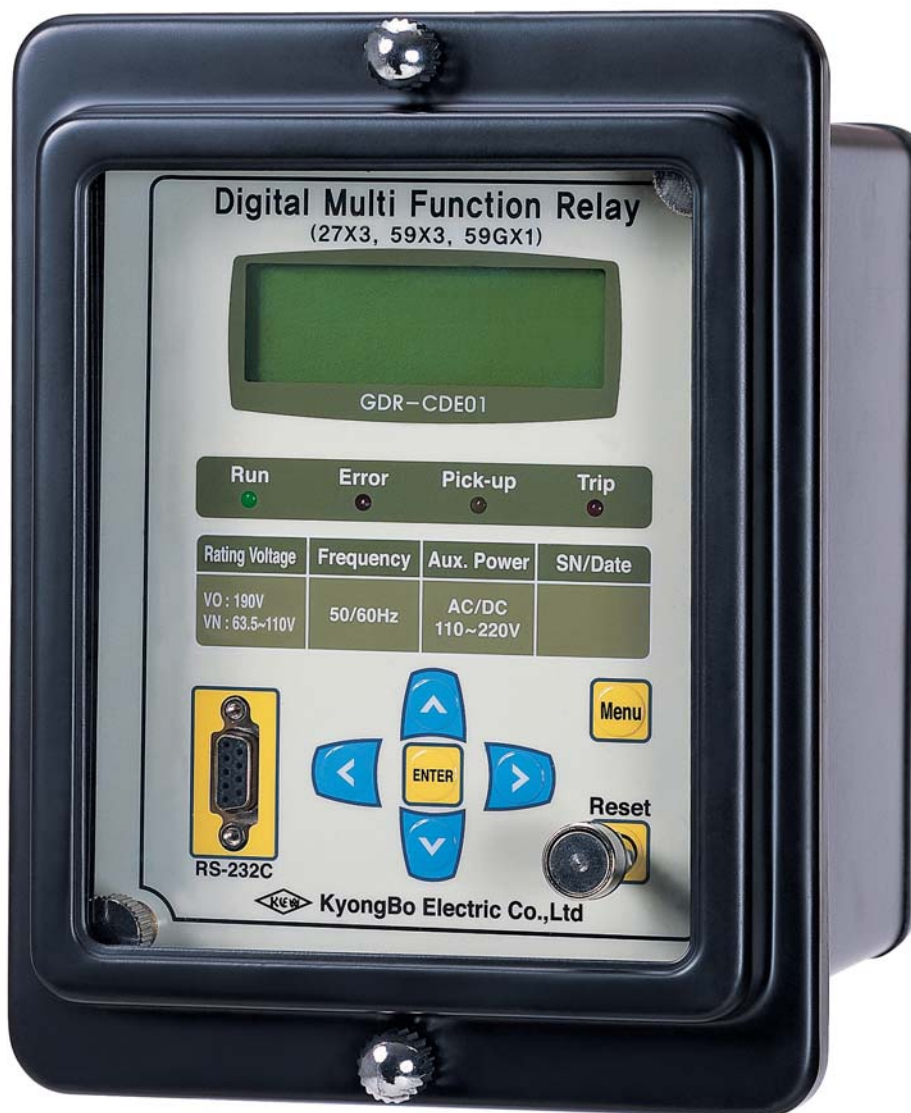 Digital Multi Function Relay
(27X3, 59X3, 59GX1)
GDR-CDE01
Run Error Pick-up Trip
Rating Voltage Frequency Aux. Power SN/Date
VO : 190V
VN : 63.5~110V
50/60Hz
AC/DC
110~220V
Menu
ENTER
Reset
RS-232C
KyongBo Electric Co.,Ltd